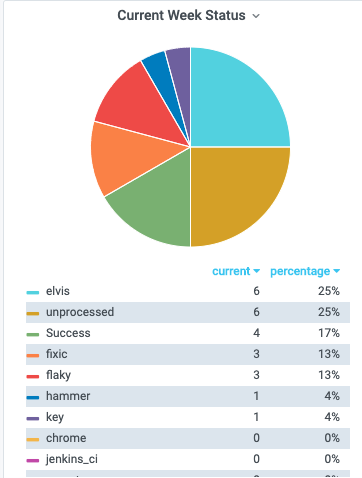 Current Week Status
current percentage
elvis 6 25%
unprocessed 6 25%
Success 4 17%
fixic 3 13%
flaky 3 13%
hammer 1 4%
key 1 4%
chrome 0 0%
jenkins_ci 0 0%